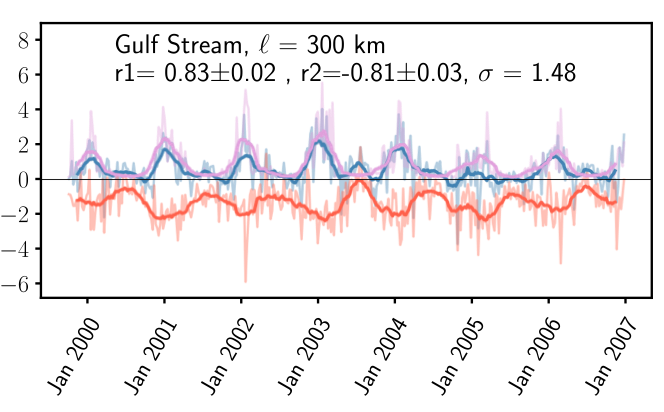 Gulf Stream, ℓ = 300 km
r1= 0.83±0.02 , r2=-0.81±0.03, σ = 1.48
8
6
4
2
0
−2
−4
−6
Jan 2000
Jan 2001
Jan 2002
Jan 2003
Jan 2004
Jan 2005
Jan 2006
Jan 2007